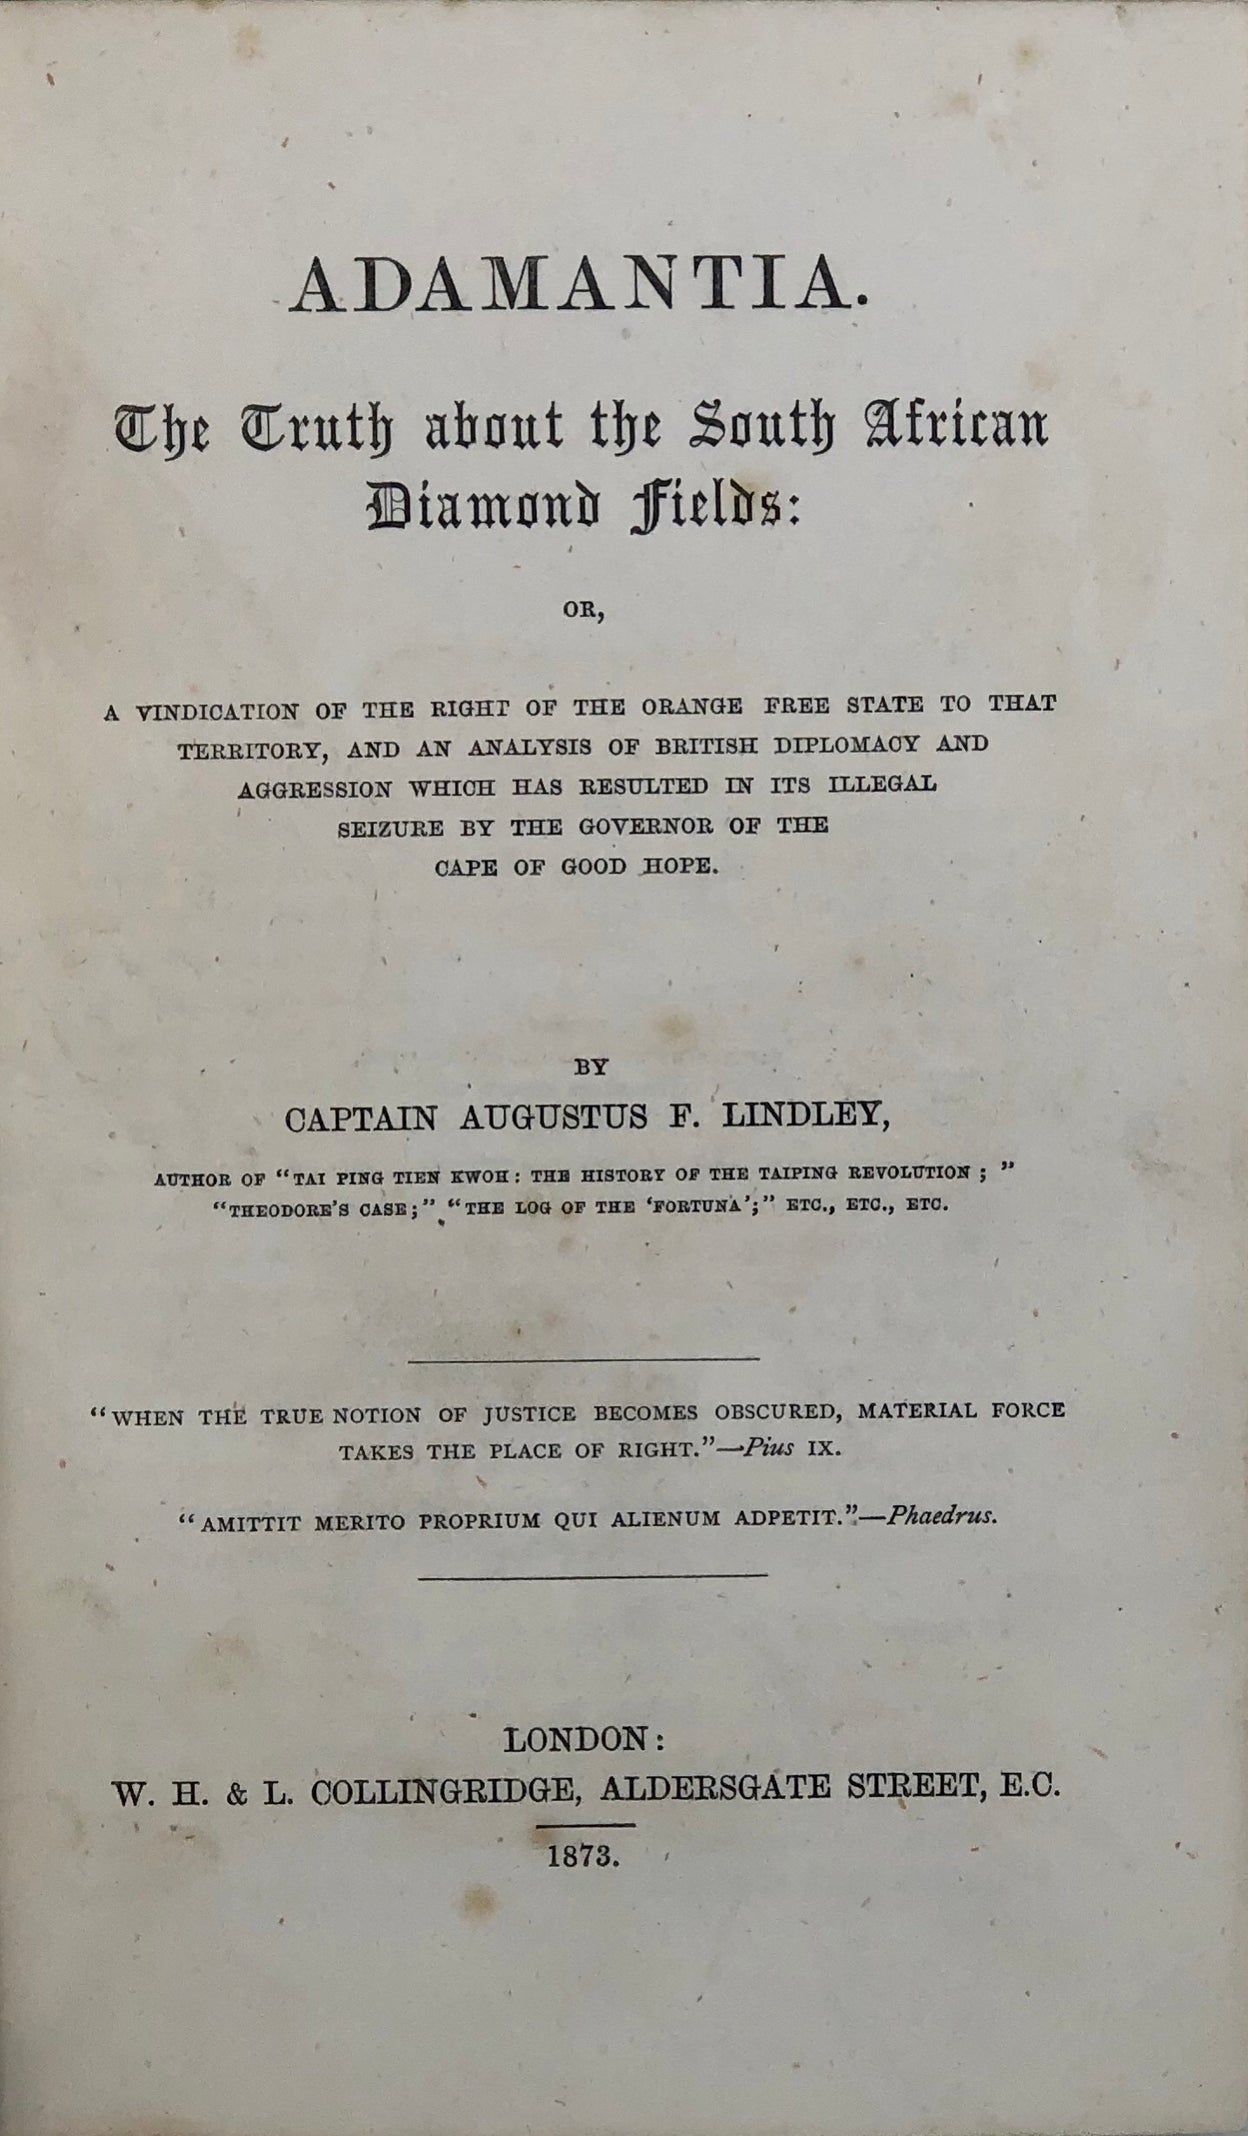 ADAMANTIA.
The Truth about the South African
Diamond Fields:
OR,
A VINDICATION OF THE RIGHT OF THE ORANGE FREE STATE TO THAT
TERRITORY, AND AN ANALYSIS OF BRITISH DIPLOMACY AND
AGGRESSION WHICH HAS RESULTED IN ITS ILLEGAL
SEIZURE BY THE GOVERNOR OF THE
CAPE OF GOOD HOPE.
BY
CAPTAIN AUGUSTUS F. LINDLEY,
AUTHOR OF “TAI PING TIEN KWOH: THE HISTORY OF THE TAIPING REVOLUTION; ”
“THEODORE'S CASE;” “THE LOG OF THE ‘FORTUNA’;” ETC., ETC., ETC.
“WHEN THE TRUE NOTION OF JUSTICE BECOMES OBSCURED, MATERIAL FORCE
TAKES THE PLACE OF RIGHT.”—Pius IX.
“AMITTIT MERITO PROPRIUM QUI ALIENUM ADPETIT.”—Phaedrus.
LONDON:
W. H. & L. COLLINGRIDGE, ALDERSGATE STREET, E.C.
1873.